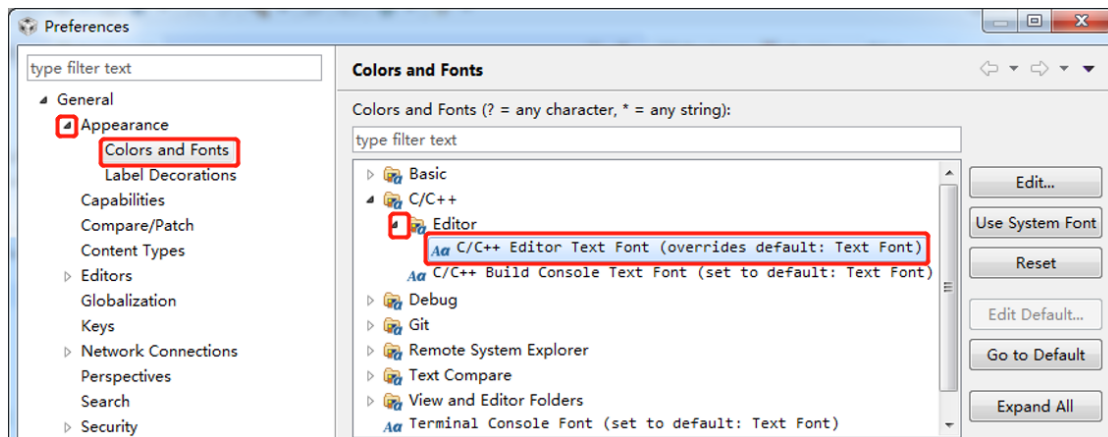 Preferences
type filter text
General
Appearance
Colors and Fonts
Label Decorations
Capabilities
Compare/Patch
Content Types
Editors
Globalization
Keys
Network Connections
Perspectives
Search
Security
Colors and Fonts
Colors and Fonts (? = any character, * = any string):
type filter text
Basic
C/C++
Editor
Aa C/C++ Editor Text Font (overrides default: Text Font)
Aa C/C++ Build Console Text Font (set to default: Text Font)
Debug
Git
Remote System Explorer
Text Compare
View and Editor Folders
Aa Terminal Console Font (set to default: Text Font)
Edit...
Use System Font
Reset
Edit Default...
Go to Default
Expand All